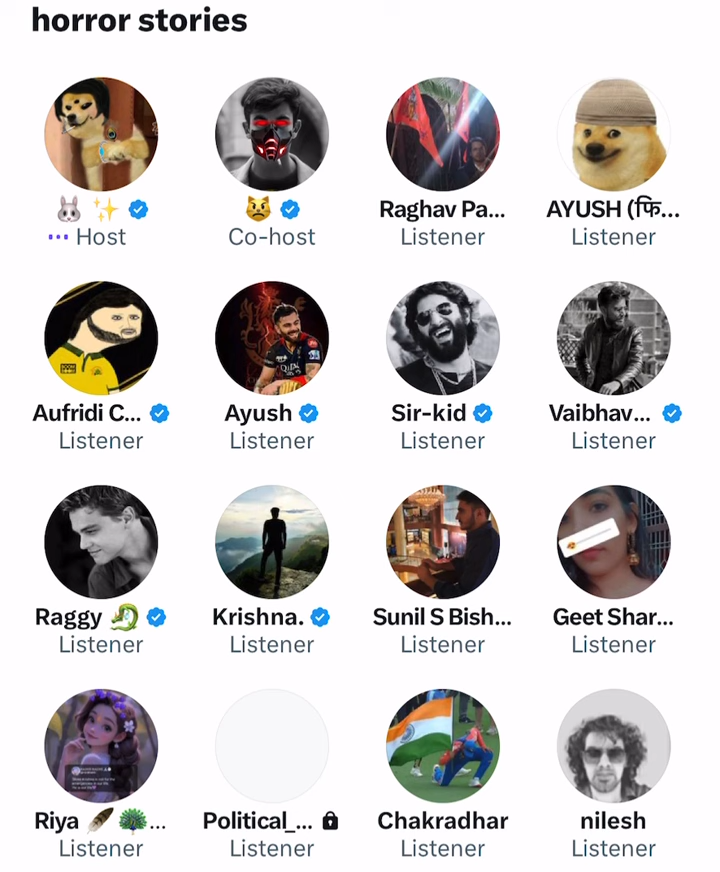 horror stories
🐰 ✨
Host
😾
Co-host
Raghav Pa...
Listener
AYUSH (फि...
Listener
Aufridi C...
Listener
Ayush
Listener
Sir-kid
Listener
Vaibhav...
Listener
Raggy 🐉
Listener
Krishna.
Listener
Sunil S Bish...
Listener
Geet Shar...
Listener
Riya 🪶🦚...
Listener
Political_...
Listener
Chakradhar
Listener
nilesh
Listener